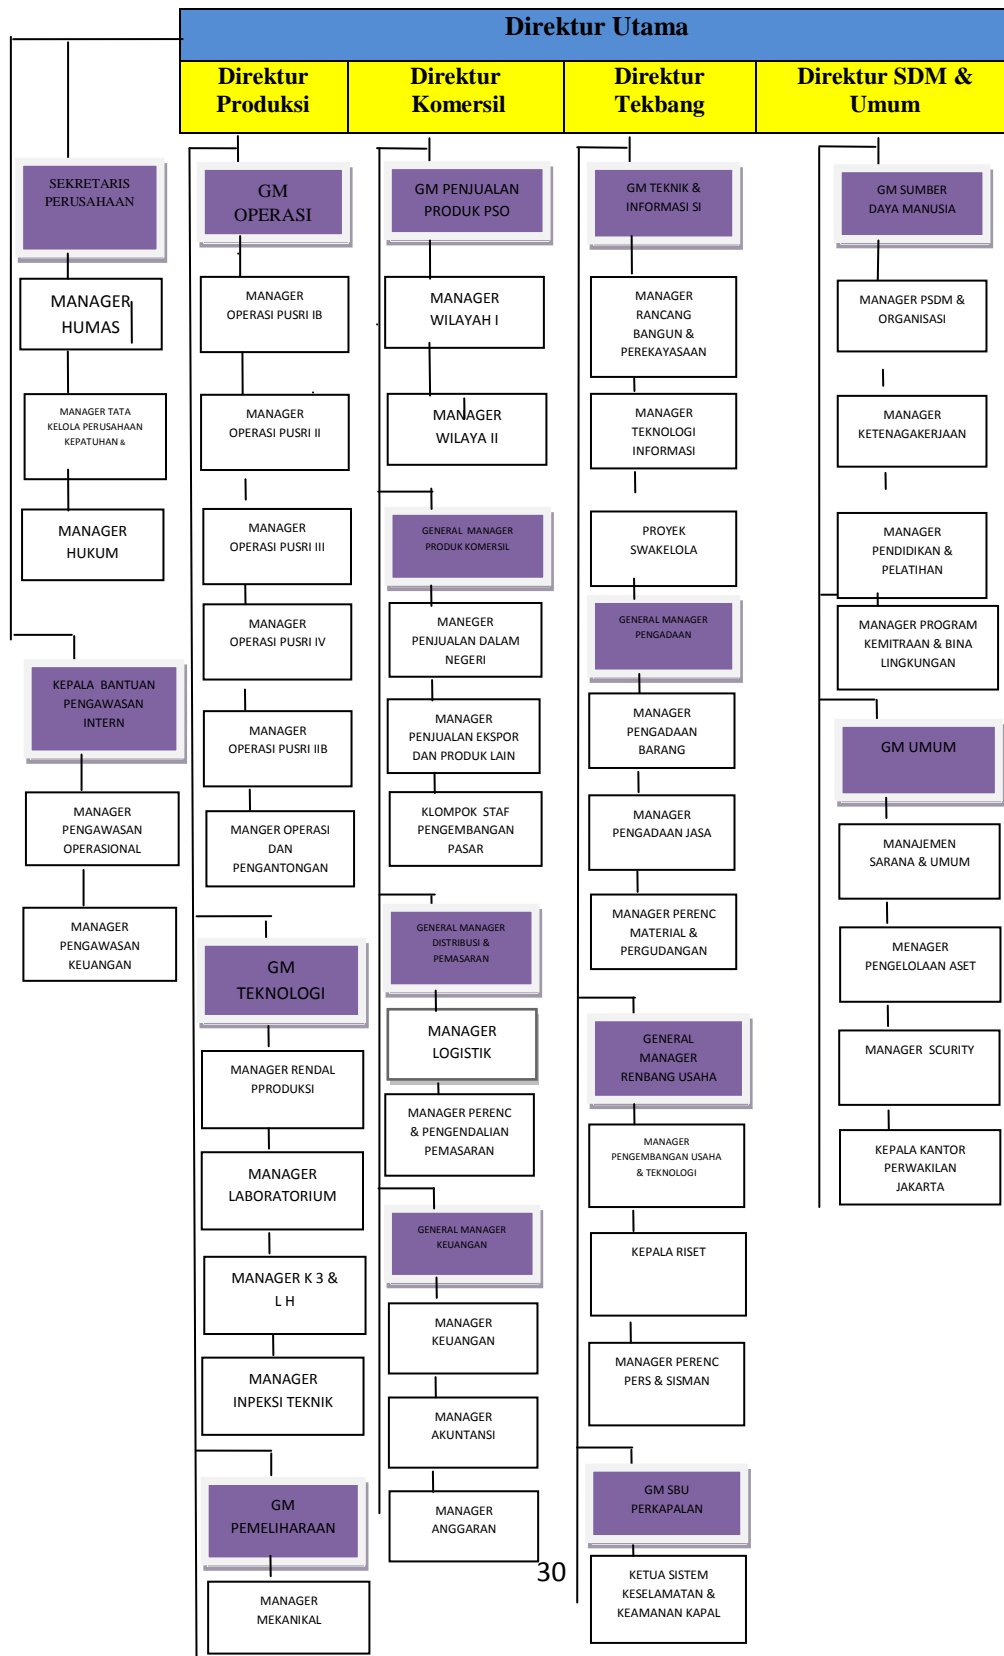 Direktur Utama
Direktur
Produksi
Direktur
Komersil
Direktur
Tekbang
Direktur SDM &
Umum
SEKRETARIS
PERUSAHAAN
MANAGER
HUMAS
MANAGER TATA
KELOLA PERUSAHAAN
KEPATUHAN &
MANAGER
HUKUM
KEPALA BANTUAN
PENGAWASAN
INTERN
MANAGER
PENGAWASAN
OPERASIONAL
MANAGER
PENGAWASAN
KEUANGAN
GM
OPERASI
MANAGER
OPERASI PUSRI IB
MANAGER
OPERASI PUSRI II
MANAGER
OPERASI PUSRI III
MANAGER
OPERASI PUSRI IV
MANAGER
OPERASI PUSRI IIB
MANGER OPERASI
DAN
PENGANTONGAN
GM
TEKNOLOGI
MANAGER RENDAL
PPRODUKSI
MANAGER
LABORATORIUM
MANAGER K 3 &
L H
MANAGER
INPEKSI TEKNIK
GM
PEMELIHARAAN
MANAGER
MEKANIKAL
GM PENJUALAN
PRODUK PSO
MANAGER
WILAYAH I
MANAGER
WILAYA II
GENERAL MANAGER
PRODUK KOMERSIL
MANEGER
PENJUALAN DALAM
NEGERI
MANAGER
PENJUALAN EKSPOR
DAN PRODUK LAIN
KLOMPOK STAF
PENGEMBANGAN
PASAR
GENERAL MANAGER
DISTRIBUSI &
PEMASARAN
MANAGER
LOGISTIK
MANAGER PERENC
& PENGENDALIAN
PEMASARAN
GENERAL MANAGER
KEUANGAN
MANAGER
KEUANGAN
MANAGER
AKUNTANSI
MANAGER
ANGGARAN
GM TEKNIK &
INFORMASI SI
MANAGER
RANCANG
BANGUN &
PEREKAYASAAN
MANAGER
TEKNOLOGI
INFORMASI
PROYEK
SWAKELOLA
GENERAL MANAGER
PENGADAAN
MANAGER
PENGADAAN
BARANG
MANAGER
PENGADAAN JASA
MANAGER PERENC
MATERIAL &
PERGUDANGAN
GENERAL
MANAGER
RENBANG USAHA
MANAGER
PENGEMBANGAN USAHA
& TEKNOLOGI
KEPALA RISET
MANAGER PERENC
PERS & SISMAN
GM SBU
PERKAPALAN
KETUA SISTEM
KESELAMATAN &
KEAMANAN KAPAL
GM SUMBER
DAYA MANUSIA
MANAGER PSDM &
ORGANISASI
MANAGER
KETENAGAKERJAAN
MANAGER
PENDIDIKAN &
PELATIHAN
MANAGER PROGRAM
KEMITRAAN & BINA
LINGKUNGAN
GM UMUM
MANAJEMEN
SARANA & UMUM
MENAGER
PENGELOLAAN ASET
MANAGER SCURITY
KEPALA KANTOR
PERWAKILAN
JAKARTA
30